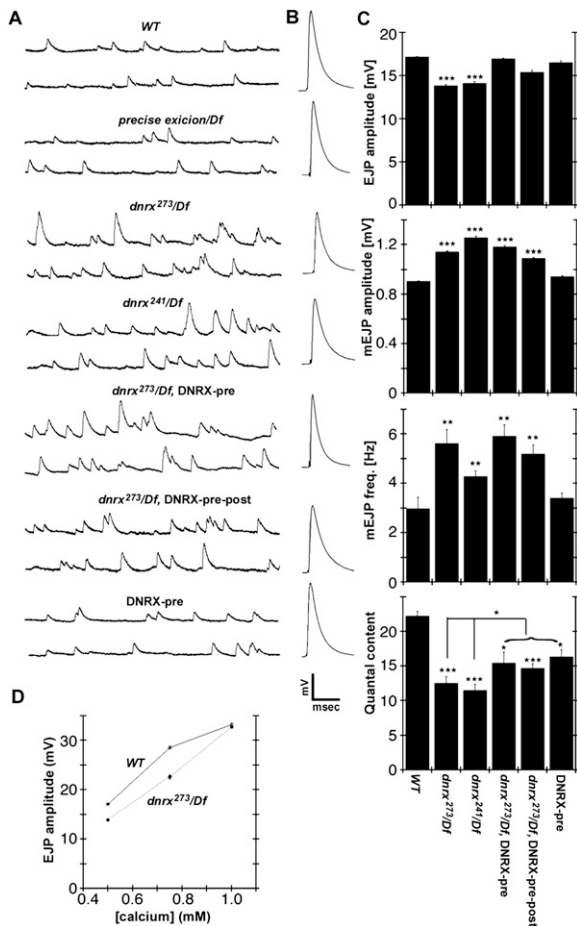 A
WT
precise exicion/Df
dnrx273/Df
dnrx241/Df
dnrx273/Df, DNRX-pre
dnrx273/Df, DNRX-pre-post
DNRX-pre
B
mV
msec
C
EJP amplitude [mV]
20
15
10
5
0
*** ***
mEJP amplitude [mV]
1.2
0.8
0.4
0
*** *** *** ***
mEJP freq. [Hz]
6
4
2
0
** ** ** **
Quantal content
25
20
15
10
5
0
*
*** *** * *** *
WT
dnrx273/Df
dnrx241/Df
dnrx273/Df, DNRX-pre
dnrx273/Df, DNRX-pre-post
DNRX-pre
D
EJP amplitude (mV)
30
20
10
0
WT
dnrx273/Df
0.4 0.6 0.8 1.0
[calcium] (mM)